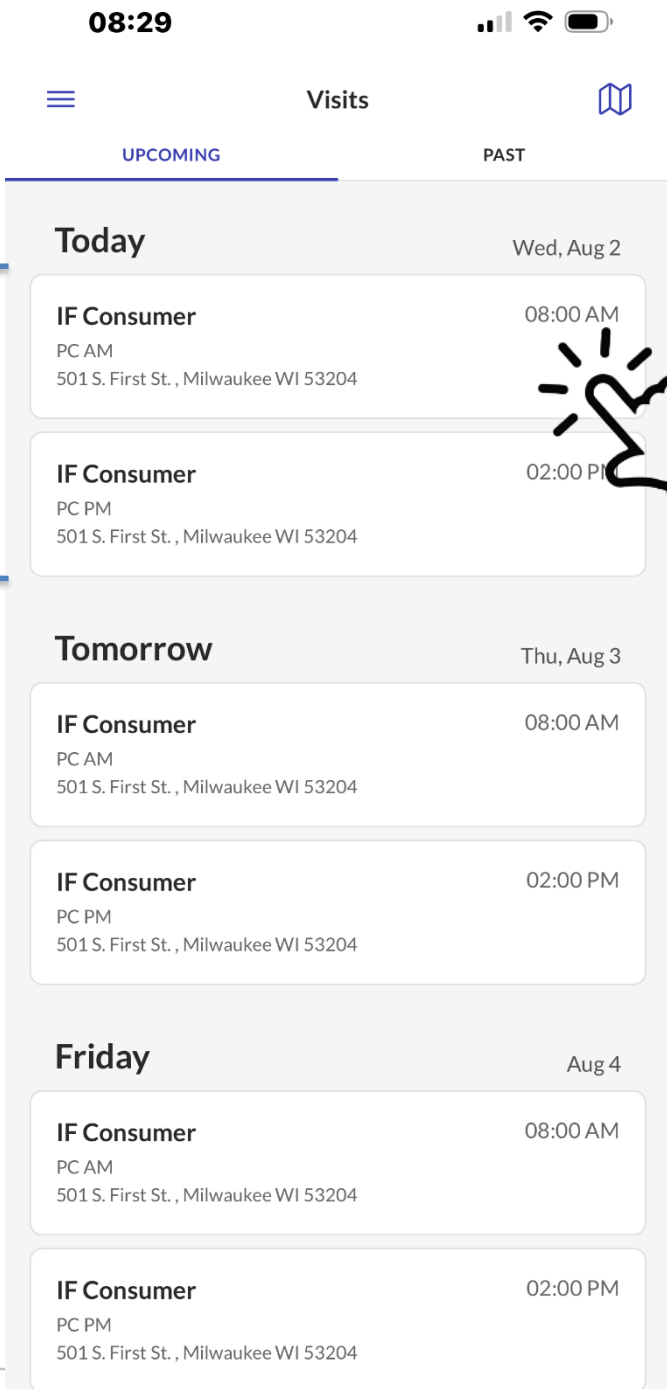 08:29
Visits
UPCOMING PAST
Today Wed, Aug 2
IF Consumer 08:00 AM
PC AM
501 S. First St. , Milwaukee WI 53204
IF Consumer 02:00 PM
PC PM
501 S. First St. , Milwaukee WI 53204
Tomorrow Thu, Aug 3
IF Consumer 08:00 AM
PC AM
501 S. First St. , Milwaukee WI 53204
IF Consumer 02:00 PM
PC PM
501 S. First St. , Milwaukee WI 53204
Friday Aug 4
IF Consumer 08:00 AM
PC AM
501 S. First St. , Milwaukee WI 53204
IF Consumer 02:00 PM
PC PM
501 S. First St. , Milwaukee WI 53204